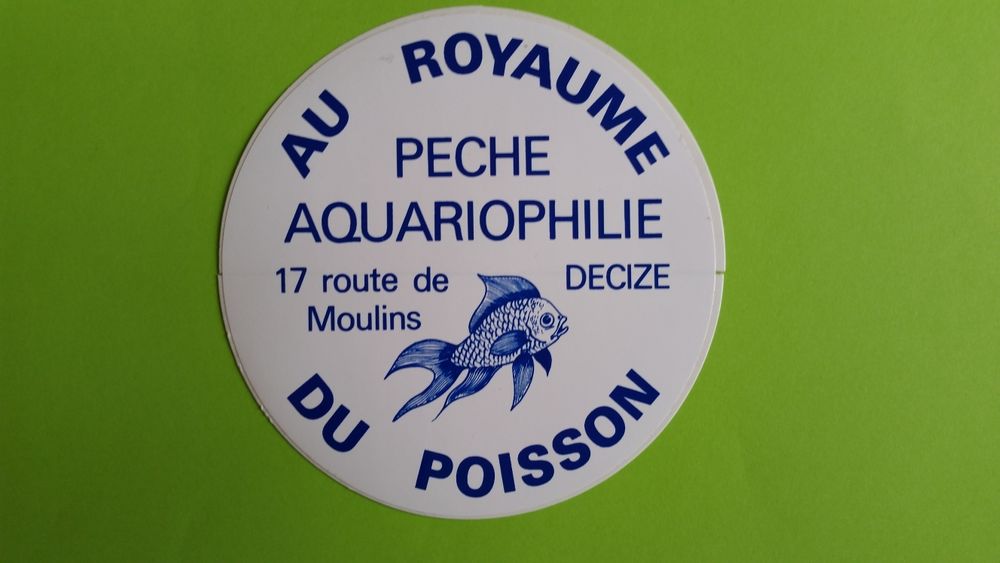 AU ROYAUME
PECHE
AQUARIOPHILIE
17 route de
Moulins
DECIZE
DU POISSON